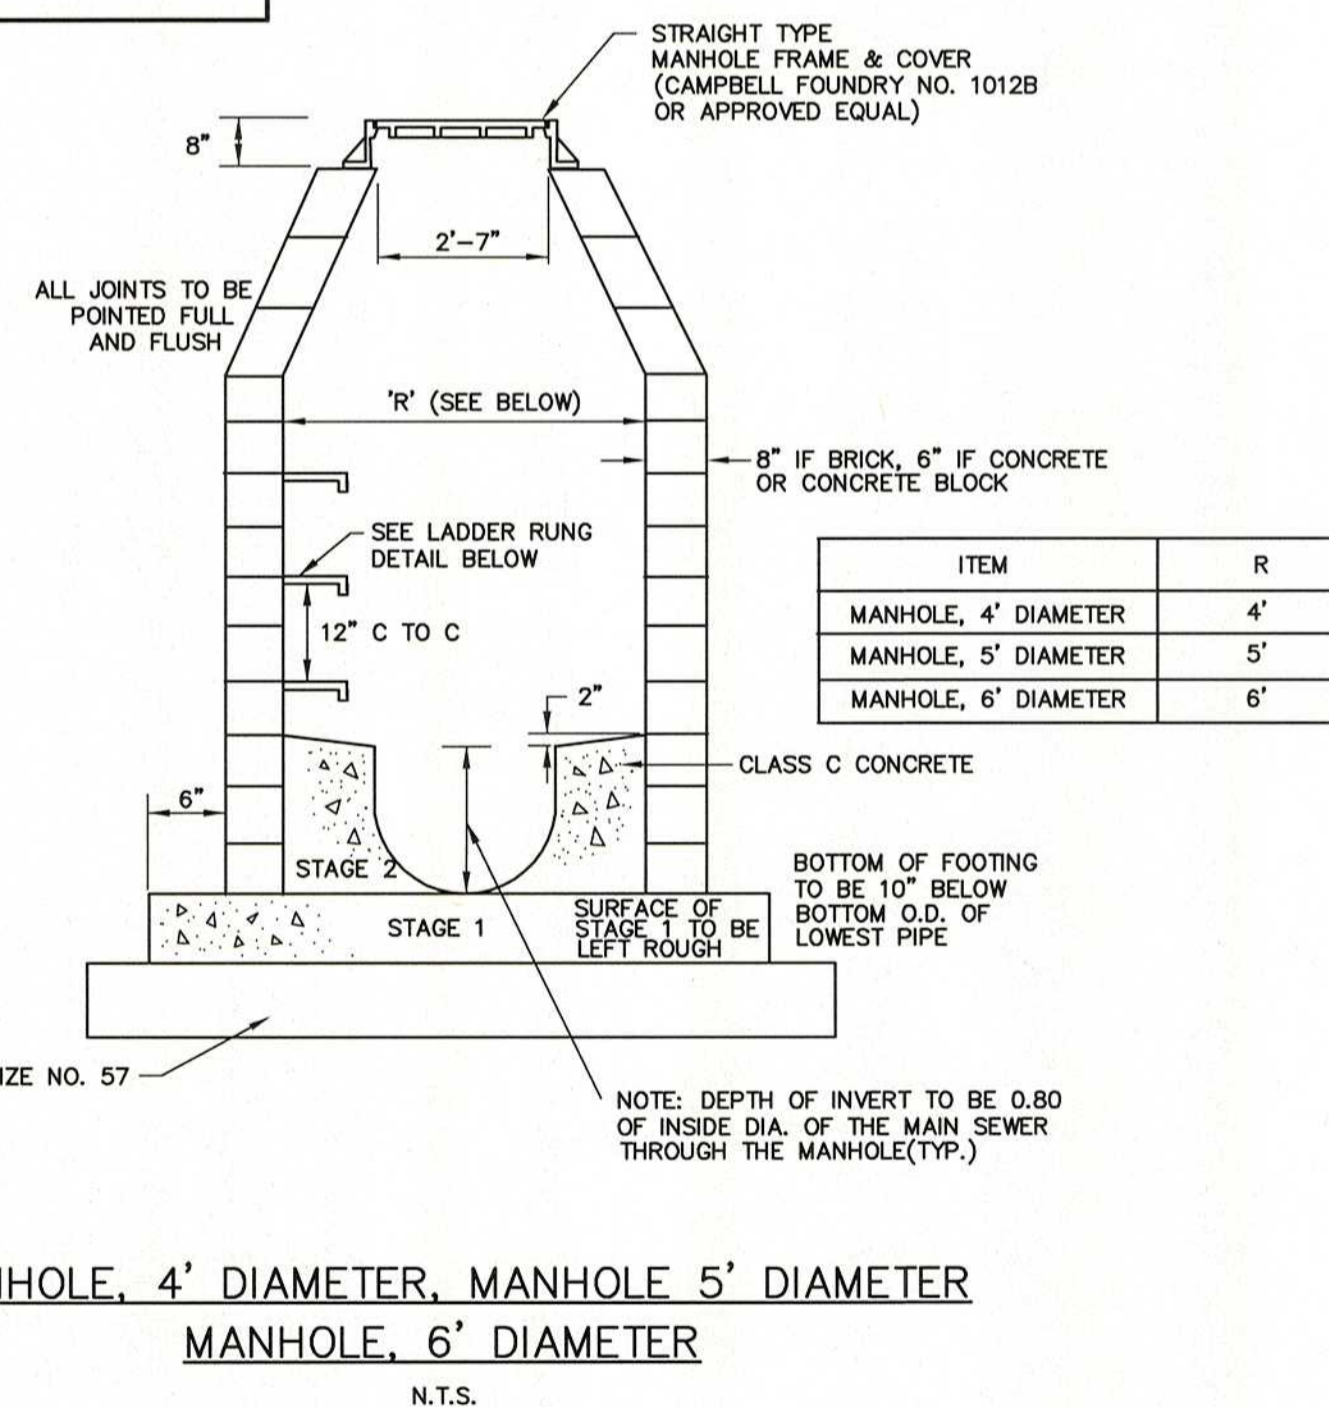 STRAIGHT TYPE
MANHOLE FRAME & COVER
(CAMPBELL FOUNDRY NO. 1012B
OR APPROVED EQUAL)
8"
2'-7"
ALL JOINTS TO BE
POINTED FULL
AND FLUSH
'R' (SEE BELOW)
8" IF BRICK, 6" IF CONCRETE
OR CONCRETE BLOCK
SEE LADDER RUNG
DETAIL BELOW
12" C TO C
ITEM R
MANHOLE, 4' DIAMETER 4'
MANHOLE, 5' DIAMETER 5'
MANHOLE, 6' DIAMETER 6'
2"
CLASS C CONCRETE
6"
STAGE 2
BOTTOM OF FOOTING
TO BE 10" BELOW
BOTTOM O.D. OF
LOWEST PIPE
STAGE 1
SURFACE OF
STAGE 1 TO BE
LEFT ROUGH
IZE NO. 57
NOTE: DEPTH OF INVERT TO BE 0.80
OF INSIDE DIA. OF THE MAIN SEWER
THROUGH THE MANHOLE(TYP.)
HOLE, 4' DIAMETER, MANHOLE 5' DIAMETER
MANHOLE, 6' DIAMETER
N.T.S.